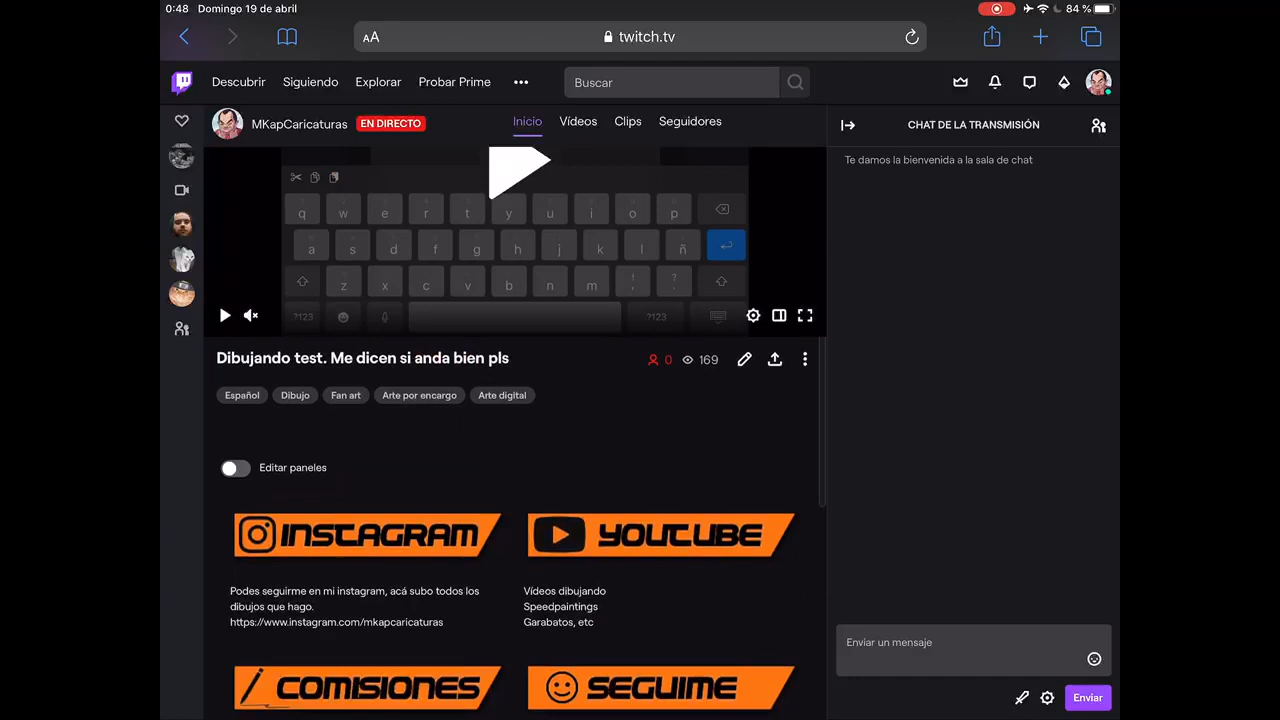 0:48 Domingo 19 de abril 84 %
AA twitch.tv
Descubrir Siguiendo Explorar Probar Prime Buscar
MKapCaricaturas EN DIRECTO Inicio Vídeos Clips Seguidores
CHAT DE LA TRANSMISIÓN
Te damos la bienvenida a la sala de chat
q w e r t y u i o p
a s d f g h j k l ñ
z x c v b n m ! , ? .
?123 ?123
Dibujando test. Me dicen si anda bien pls 0 169
Español Dibujo Fan art Arte por encargo Arte digital
Editar paneles
INSTAGRAM
Podes seguirme en mi instagram, acá subo todos los
dibujos que hago.
https://www.instagram.com/mkapcaricaturas
YOUTUBE
Vídeos dibujando
Speedpaintings
Garabatos, etc
COMISIONES
SEGUIME
Enviar un mensaje
Enviar